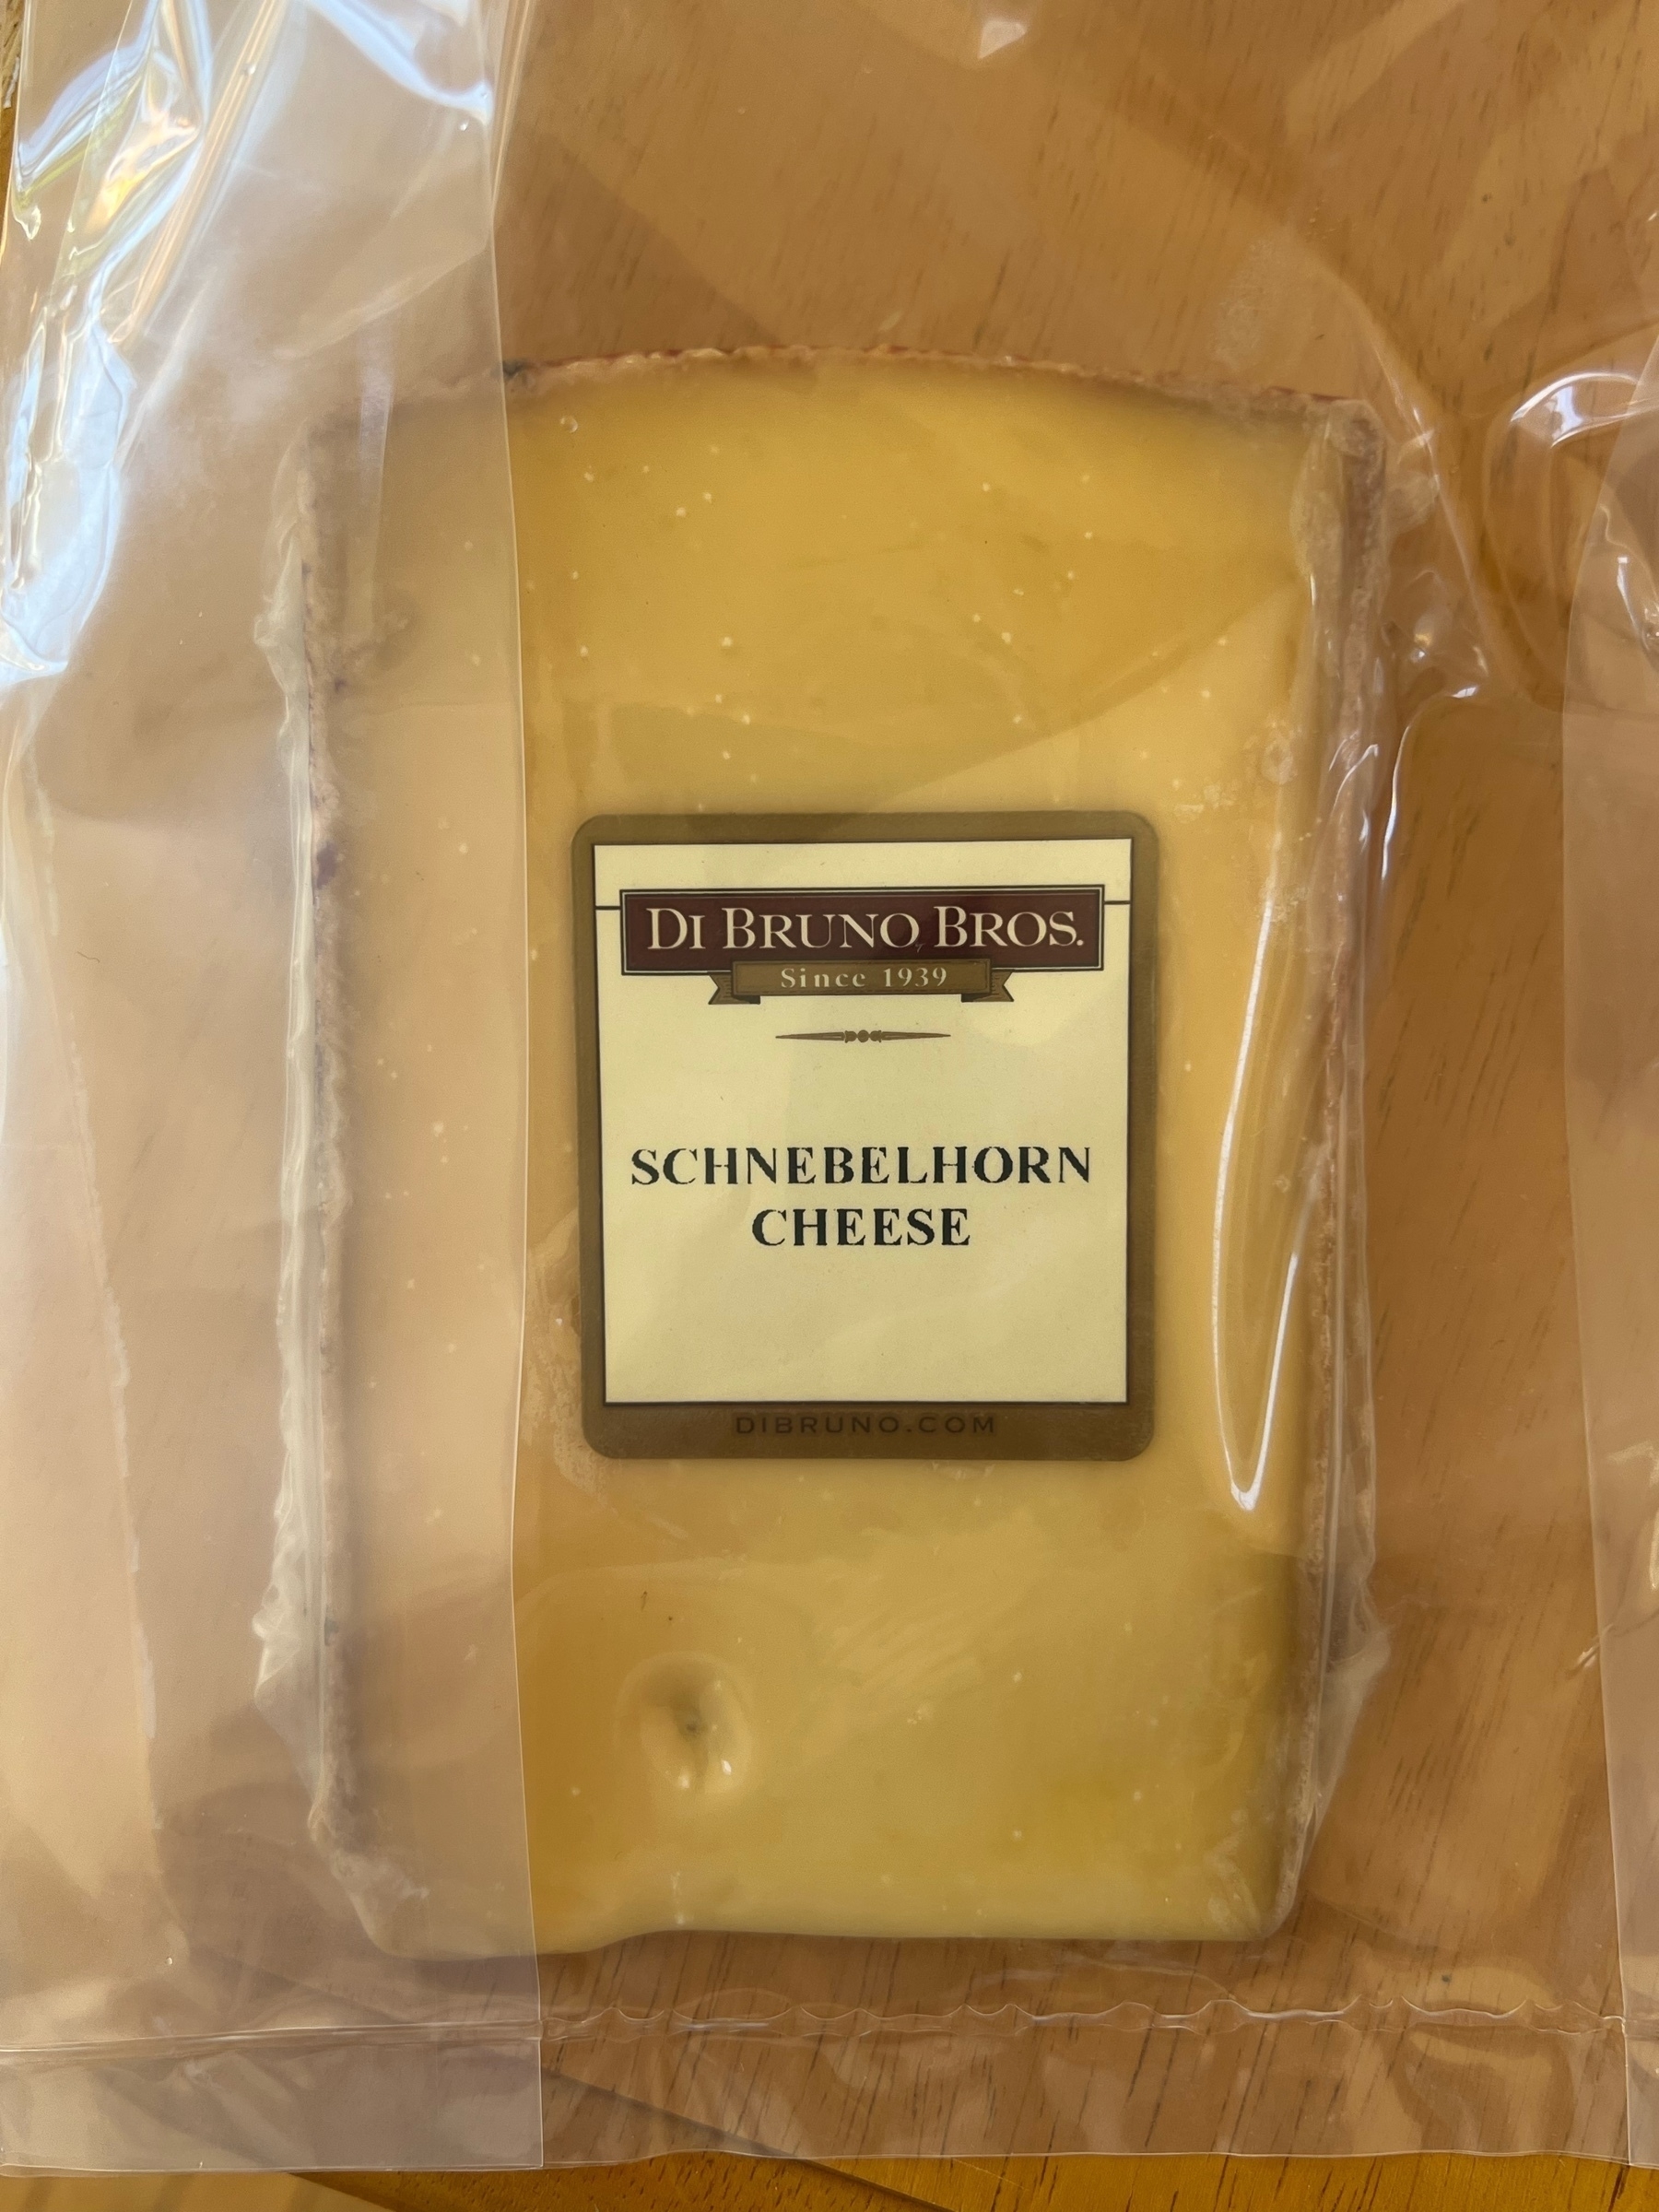 DI BRUNO BROS.
Since 1939
SCHNEBELHORN
CHEESE
DIBRUNO.COM